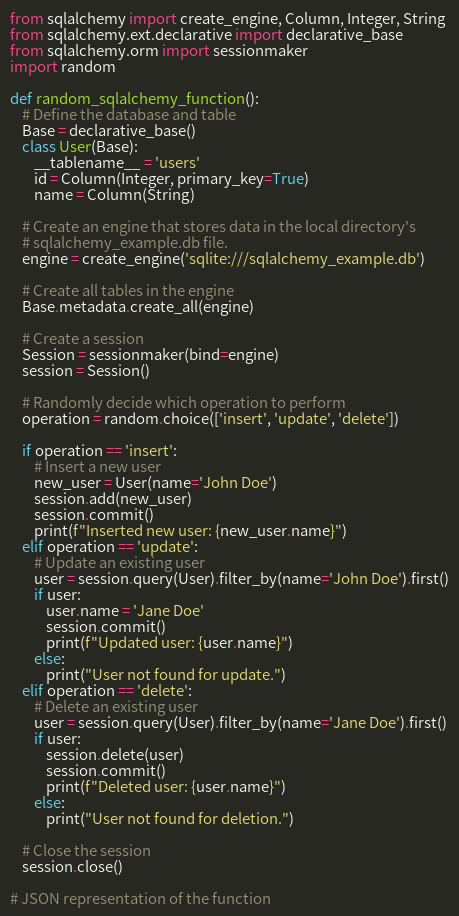 from sqlalchemy import create_engine, Column, Integer, String
from sqlalchemy.ext.declarative import declarative_base
from sqlalchemy.orm import sessionmaker
import random

def random_sqlalchemy_function():
    # Define the database and table
    Base = declarative_base()
    class User(Base):
        __tablename__ = 'users'
        id = Column(Integer, primary_key=True)
        name = Column(String)

    # Create an engine that stores data in the local directory's
    # sqlalchemy_example.db file.
    engine = create_engine('sqlite:///sqlalchemy_example.db')

    # Create all tables in the engine
    Base.metadata.create_all(engine)

    # Create a session
    Session = sessionmaker(bind=engine)
    session = Session()

    # Randomly decide which operation to perform
    operation = random.choice(['insert', 'update', 'delete'])

    if operation == 'insert':
        # Insert a new user
        new_user = User(name='John Doe')
        session.add(new_user)
        session.commit()
        print(f"Inserted new user: {new_user.name}")
    elif operation == 'update':
        # Update an existing user
        user = session.query(User).filter_by(name='John Doe').first()
        if user:
            user.name = 'Jane Doe'
            session.commit()
            print(f"Updated user: {user.name}")
        else:
            print("User not found for update.")
    elif operation == 'delete':
        # Delete an existing user
        user = session.query(User).filter_by(name='Jane Doe').first()
        if user:
            session.delete(user)
            session.commit()
            print(f"Deleted user: {user.name}")
        else:
            print("User not found for deletion.")

    # Close the session
    session.close()

# JSON representation of the function